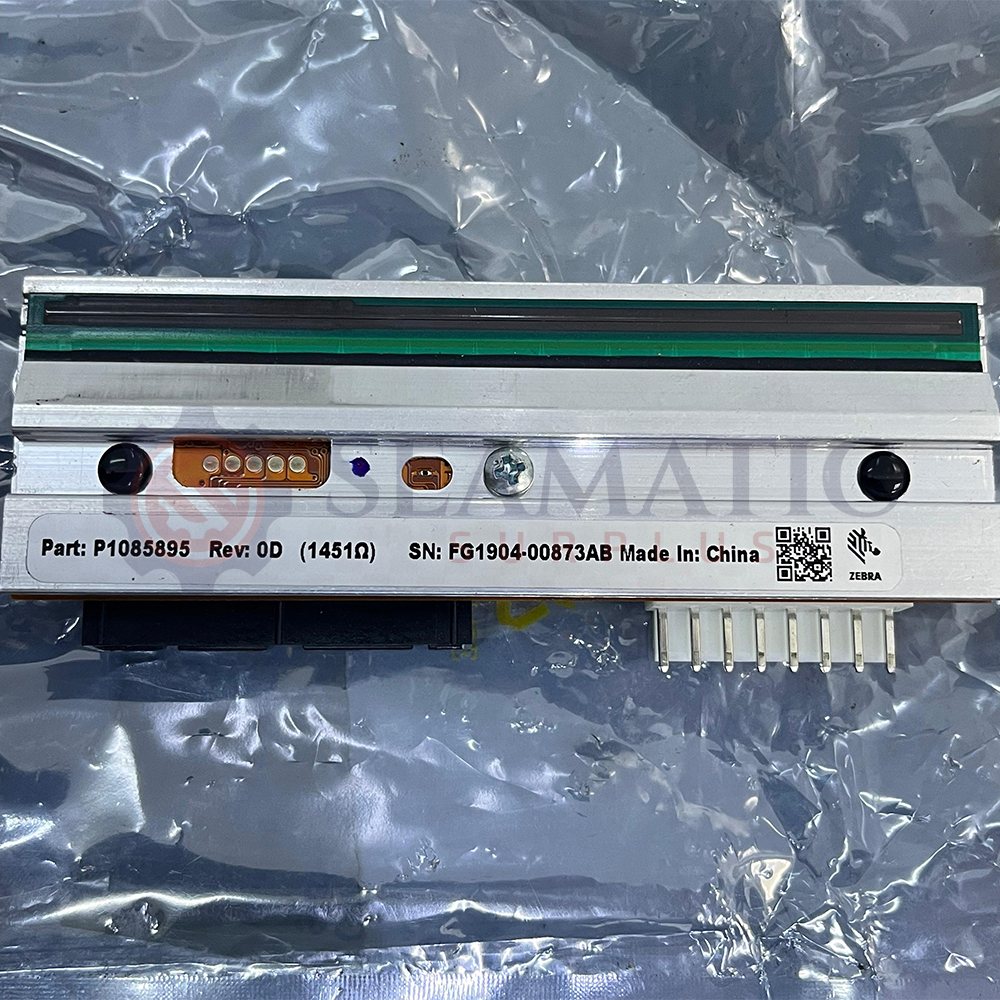 SEAMATIC
SURPLUS
Part: P1085895 Rev: 0D (1451Ω) SN: FG1904-00873AB Made In: China
ZEBRA